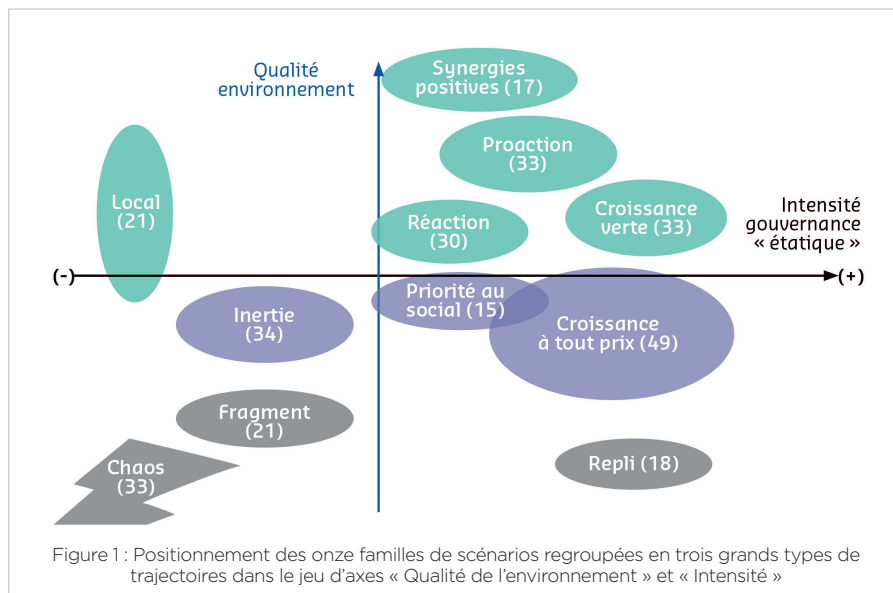 Qualité
environnement
Synergies
positives (17)
Proaction
(33)
Local
(21)
Réaction
(30)
Croissance
verte (33)
Intensité
gouvernance
« étatique »
(-)
(+)
Inertie
(34)
Priorité au
social (15)
Croissance
à tout prix (49)
Fragment
(21)
Chaos
(33)
Repli (18)
Figure 1 : Positionnement des onze familles de scénarios regroupées en trois grands types de
trajectoires dans le jeu d’axes « Qualité de l’environnement » et « Intensité »